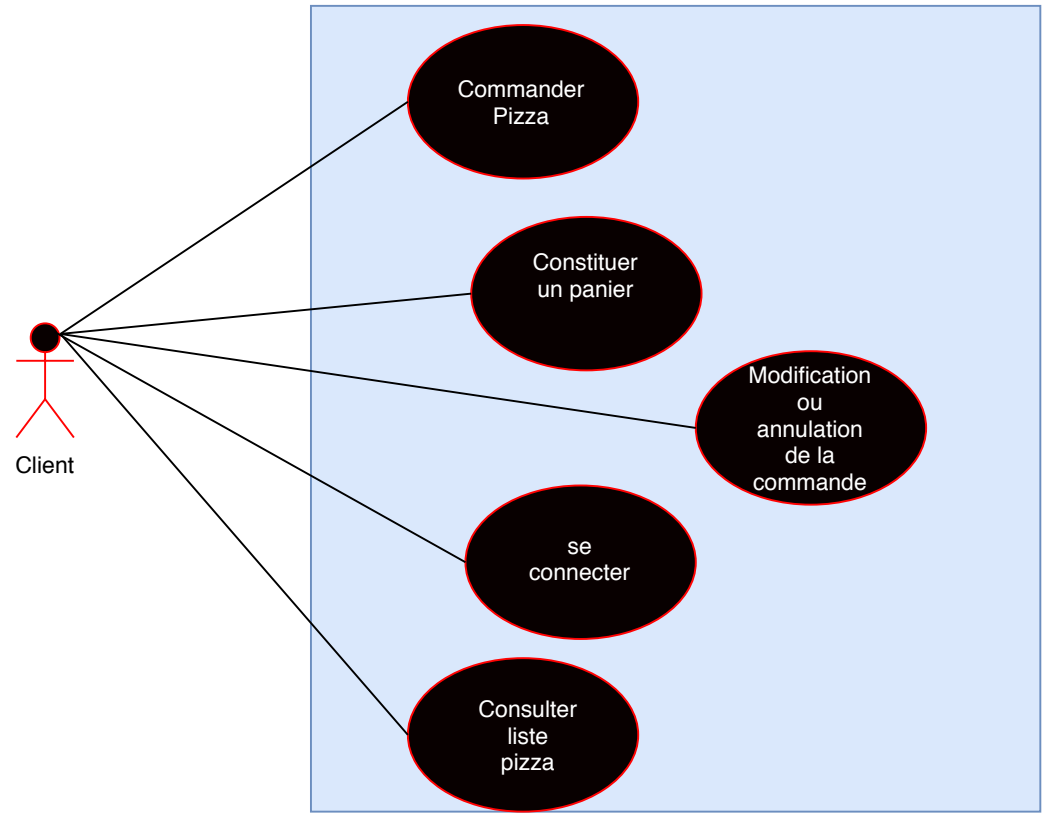 Commander
Pizza
Constituer
un panier
Modification
ou
annulation
de la
commande
Client
se
connecter
Consulter
liste
pizza